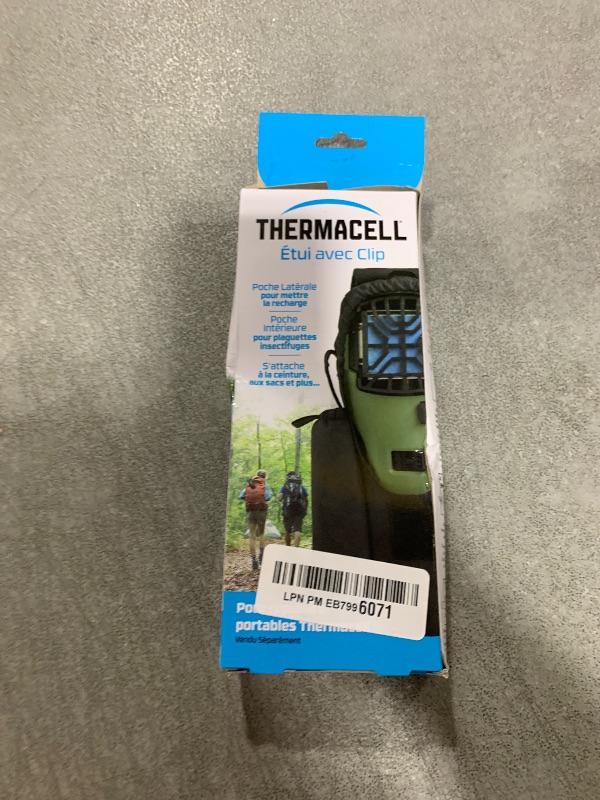 THERMACELL
Étui avec Clip
Poche Latérale
pour mettre
la recharge
Poche
Intérieure
pour plaquettes
insectifuges
S'attache
à la ceinture,
aux sacs et plus...
LPN PM EB7996071
portables
Vendu Séparément